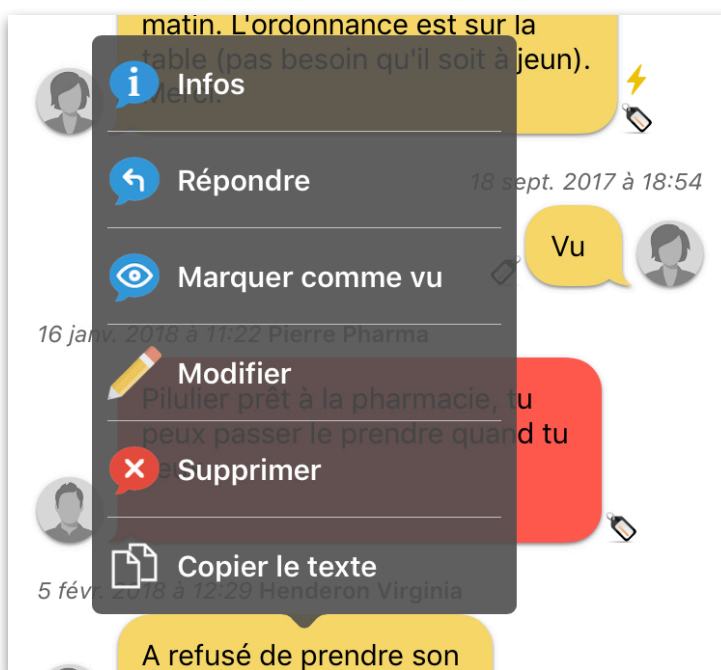 matin. L'ordonnance est sur la
table (pas besoin qu'il soit à jeun).
Merci.
Infos
Répondre
18 sept. 2017 à 18:54
Vu
Marquer comme vu
16 janv. 2018 à 11:22 Pierre Pharma
Modifier
Pilulier prêt à la pharmacie, tu
peux passer le prendre quand tu
Supprimer
Copier le texte
5 févr. 2018 à 12:29 Henderon Virginia
A refusé de prendre son